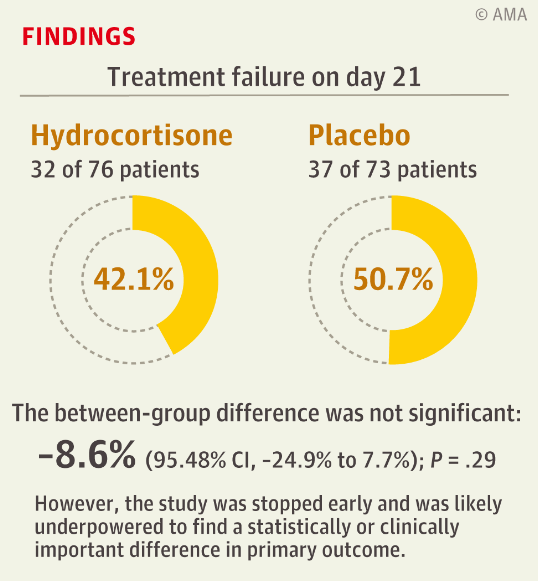 © AMA
FINDINGS
Treatment failure on day 21
Hydrocortisone
32 of 76 patients
42.1%
Placebo
37 of 73 patients
50.7%
The between-group difference was not significant:
–8.6% (95.48% CI, –24.9% to 7.7%); P = .29
However, the study was stopped early and was likely
underpowered to find a statistically or clinically
important difference in primary outcome.